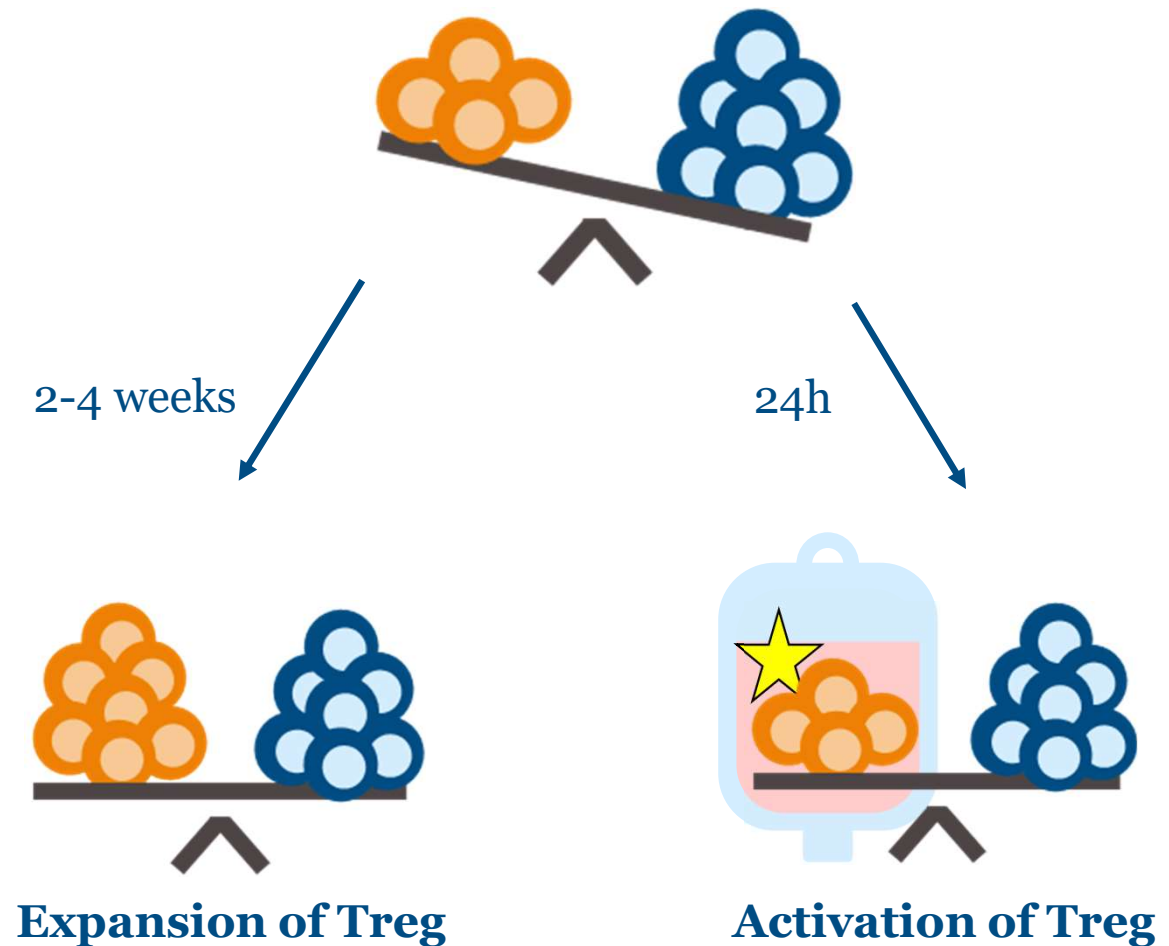 2-4 weeks
24h
Expansion of Treg
Activation of Treg